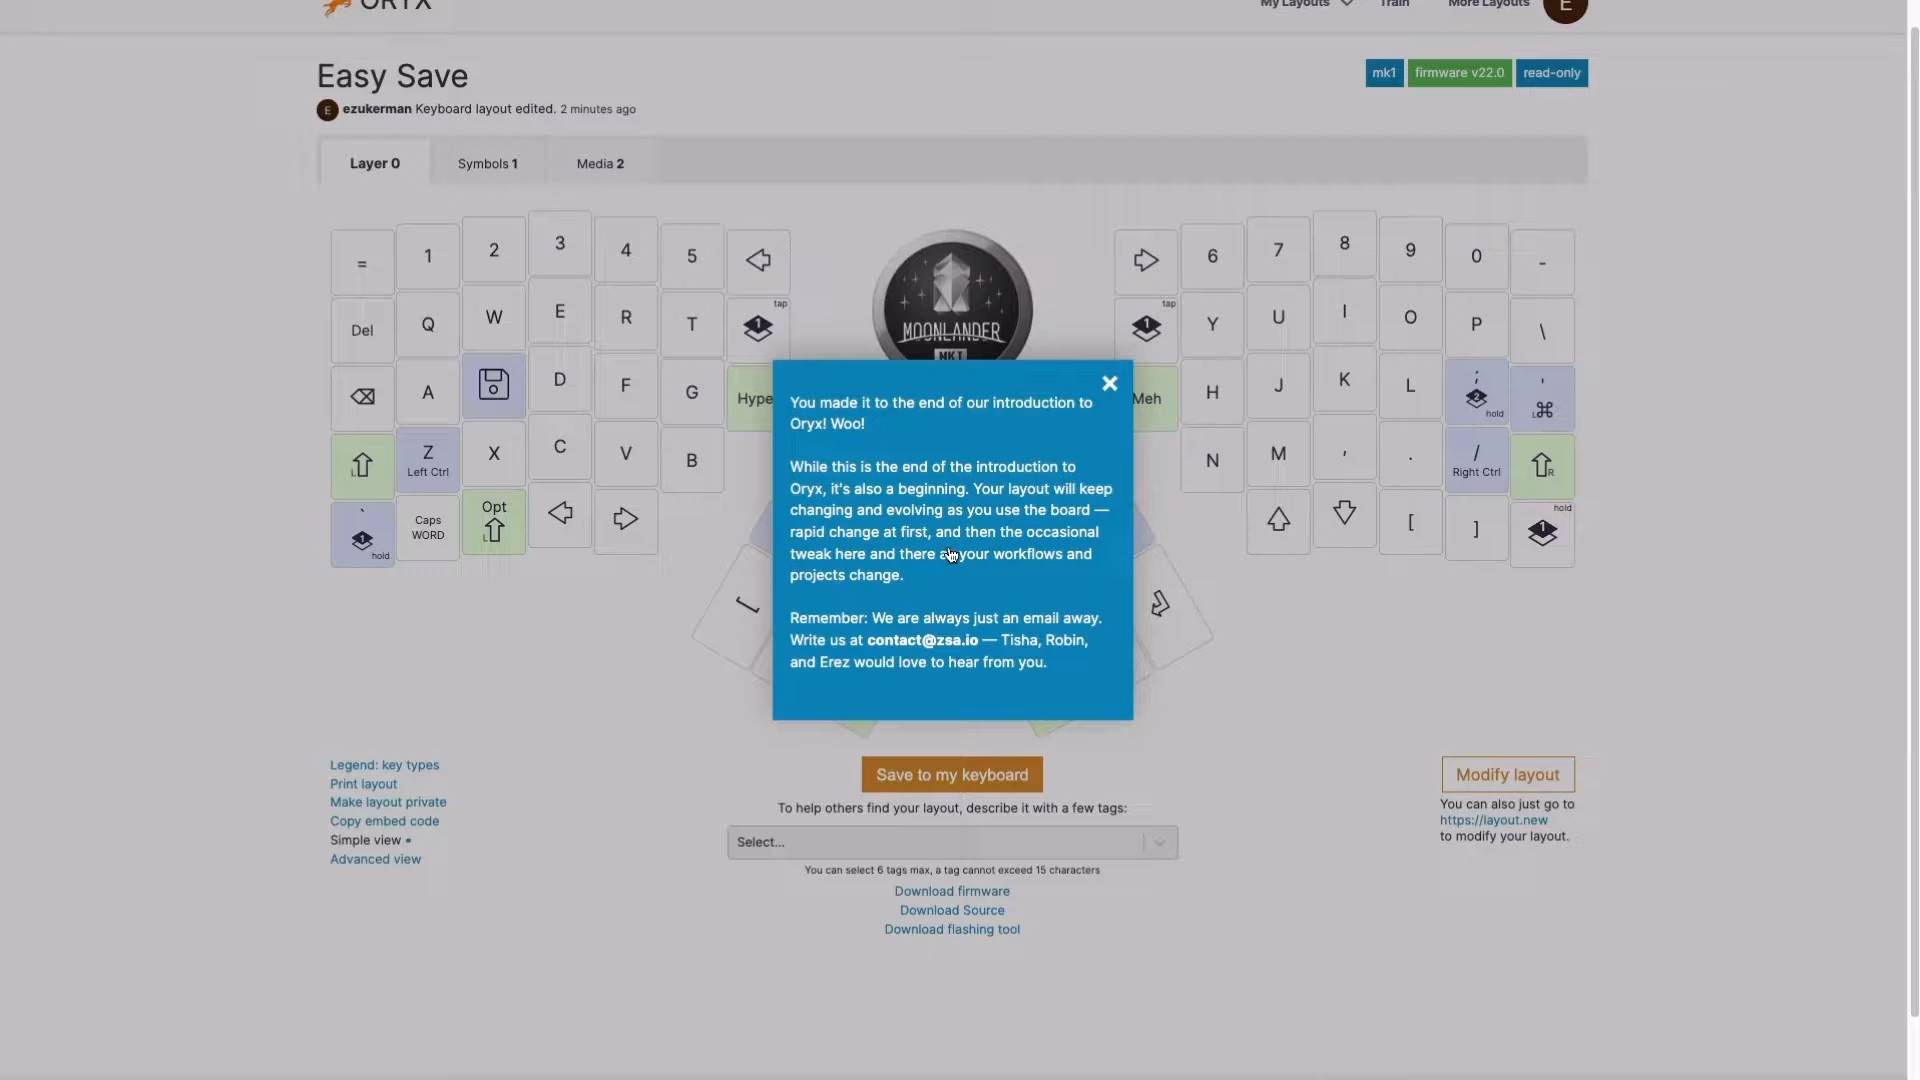 ORYX
My Layouts
Train
More Layouts
E
Easy Save
mk1
firmware v22.0
read-only
E
ezukerman Keyboard layout edited. 2 minutes ago
Layer 0
Symbols 1
Media 2
=
1
2
3
4
5
6
7
8
9
0
-
Del
Q
W
E
R
T
tap
1
MOONLANDER
MK1
tap
1
Y
U
I
O
P
\
A
D
F
G
Hype
Meh
H
J
K
L
;
2
hold
'
L
L
Z
Left Ctrl
X
C
V
B
N
M
,
.
/
Right Ctrl
R
`
1
hold
Caps
WORD
Opt
L
[
]
hold
1
You made it to the end of our introduction to
Oryx! Woo!
While this is the end of the introduction to
Oryx, it's also a beginning. Your layout will keep
changing and evolving as you use the board —
rapid change at first, and then the occasional
tweak here and there your workflows and
projects change.
Remember: We are always just an email away.
Write us at contact@zsa.io — Tisha, Robin,
and Erez would love to hear from you.
Legend: key types
Print layout
Make layout private
Copy embed code
Simple view
Advanced view
Save to my keyboard
To help others find your layout, describe it with a few tags:
Select...
You can select 6 tags max, a tag cannot exceed 15 characters
Download firmware
Download Source
Download flashing tool
Modify layout
You can also just go to
https://layout.new
to modify your layout.